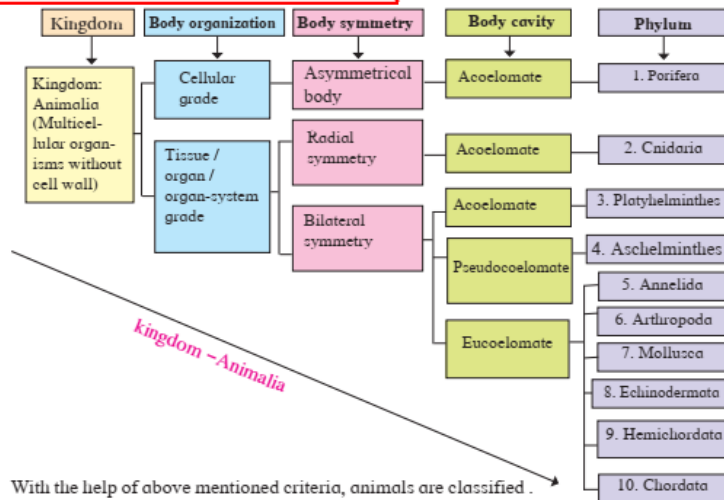 Kingdom
Body organization
Body symmetry
Body cavity
Phylum
Kingdom:
Animalia
(Multicel-
lular organ-
isms without
cell wall)
Cellular
grade
Tissue /
organ /
organ-system
grade
Asymmetrical
body
Radial
symmetry
Bilateral
symmetry
Acoelomate
Acoelomate
Acoelomate
Pseudocoelomate
Eucoelomate
1. Porifera
2. Cnidaria
3. Platyhelminthes
4. Aschelminthes
5. Annelida
6. Arthropoda
7. Mollusca
8. Echinodermata
9. Hemichordata
10. Chordata
kingdom -Animalia
With the help of above mentioned criteria, animals are classified .